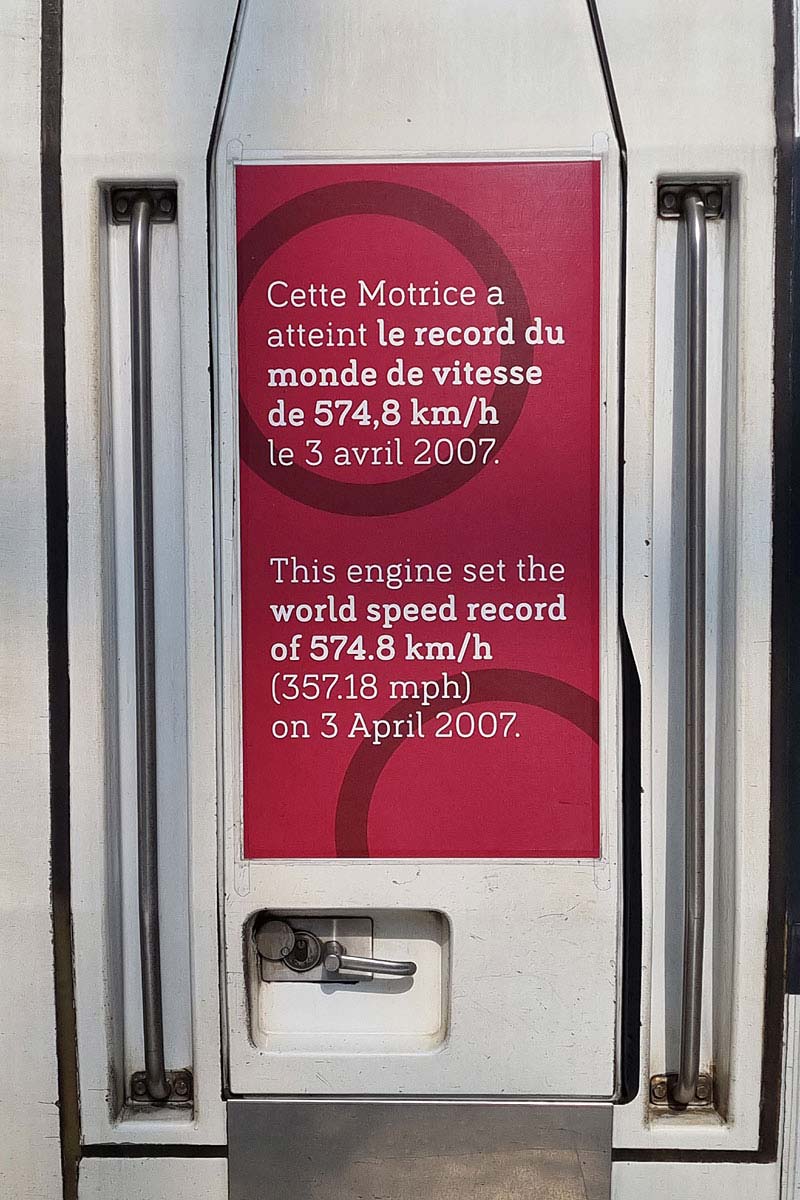 Cette Motrice a
atteint le record du
monde de vitesse
de 574,8 km/h
le 3 avril 2007.
This engine set the
world speed record
of 574.8 km/h
(357.18 mph)
on 3 April 2007.